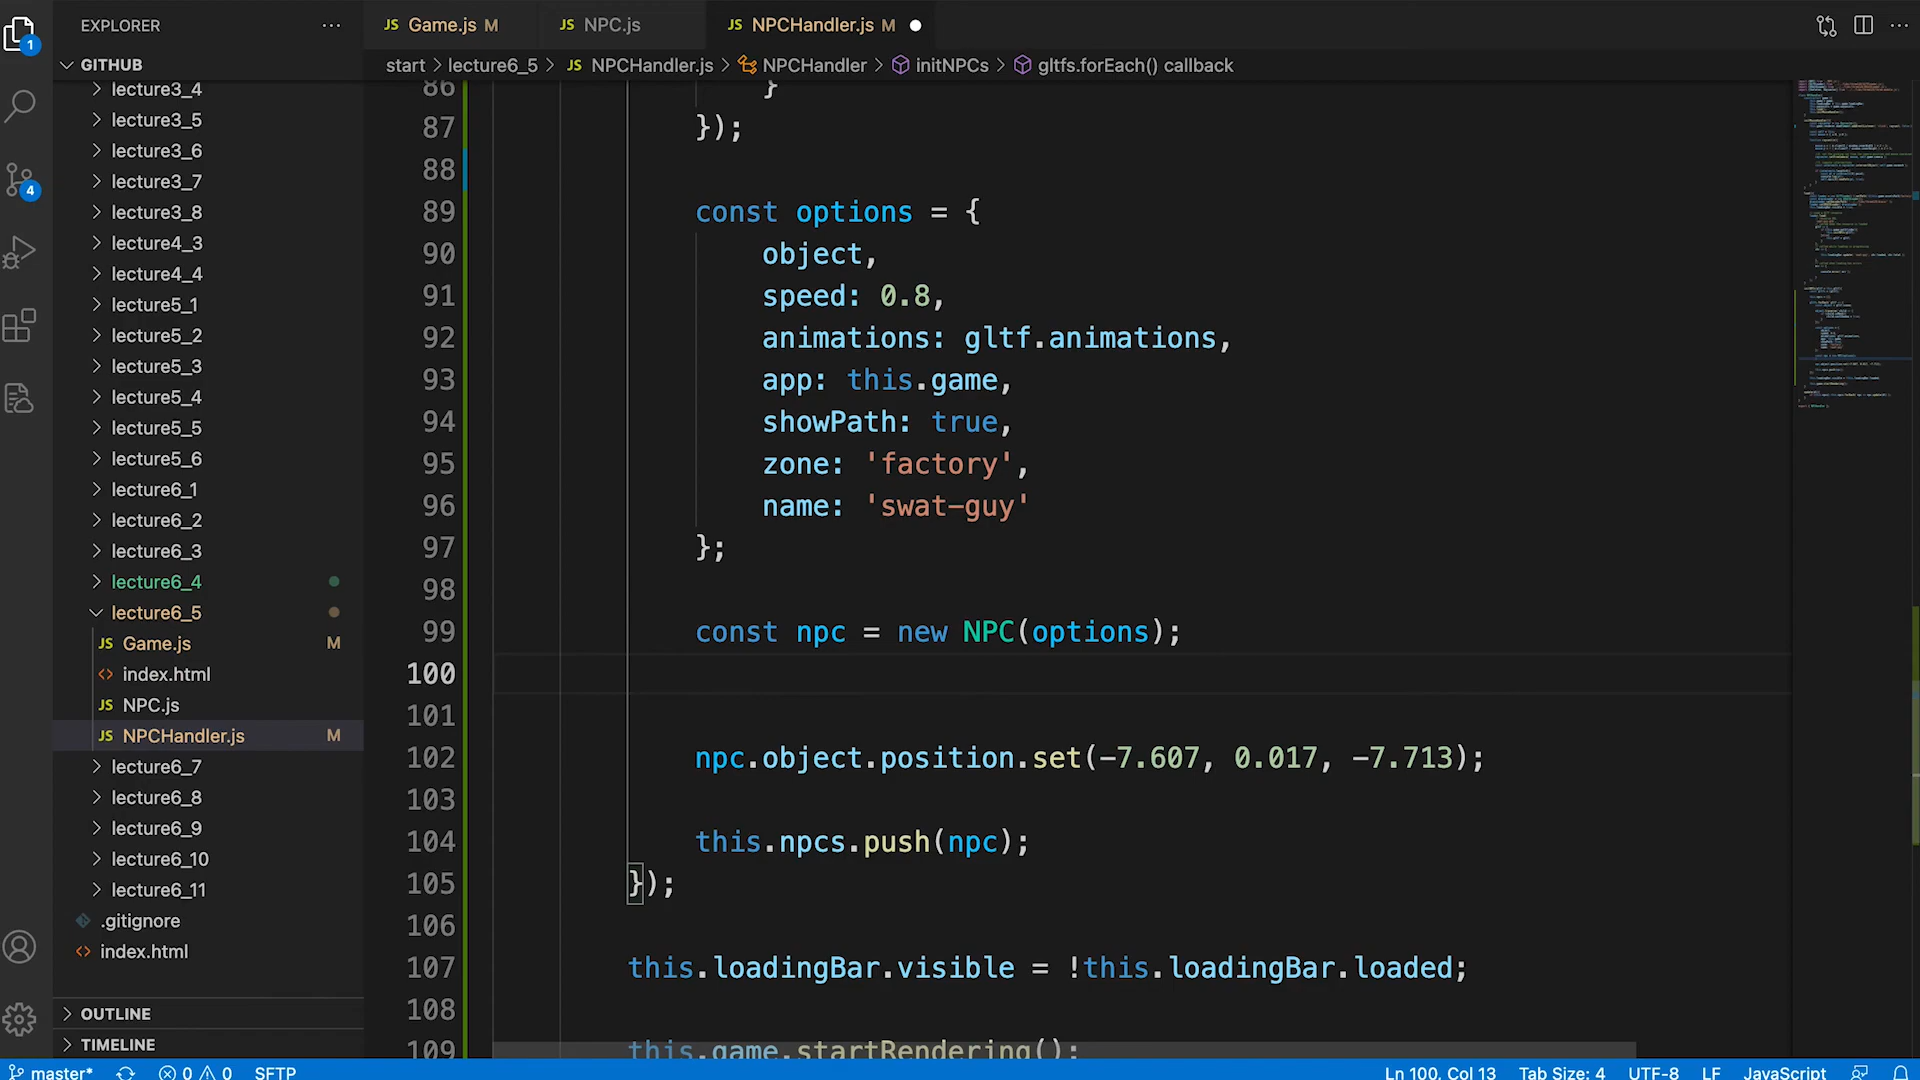 EXPLORER
GITHUB
lecture3_4
lecture3_5
lecture3_6
lecture3_7
lecture3_8
lecture4_3
lecture4_4
lecture5_1
lecture5_2
lecture5_3
lecture5_4
lecture5_5
lecture5_6
lecture6_1
lecture6_2
lecture6_3
lecture6_4
lecture6_5
JS Game.js M
<> index.html
JS NPC.js
JS NPCHandler.js M
lecture6_7
lecture6_8
lecture6_9
lecture6_10
lecture6_11
.gitignore
<> index.html
OUTLINE
TIMELINE
1
4
JS Game.js M
JS NPC.js
JS NPCHandler.js M
start > lecture6_5 > JS NPCHandler.js > NPCHandler > initNPCs > gltfs.forEach() callback
86 }
87 });
88
89 const options = {
90 object,
91 speed: 0.8,
92 animations: gltf.animations,
93 app: this.game,
94 showPath: true,
95 zone: 'factory',
96 name: 'swat-guy'
97 };
98
99 const npc = new NPC(options);
100
101
102 npc.object.position.set(-7.607, 0.017, -7.713);
103
104 this.npcs.push(npc);
105 });
106
107 this.loadingBar.visible = !this.loadingBar.loaded;
108
109 this.game.startRendering();
master* 0 0 SFTP Ln 100, Col 13 Tab Size: 4 UTF-8 LF JavaScript